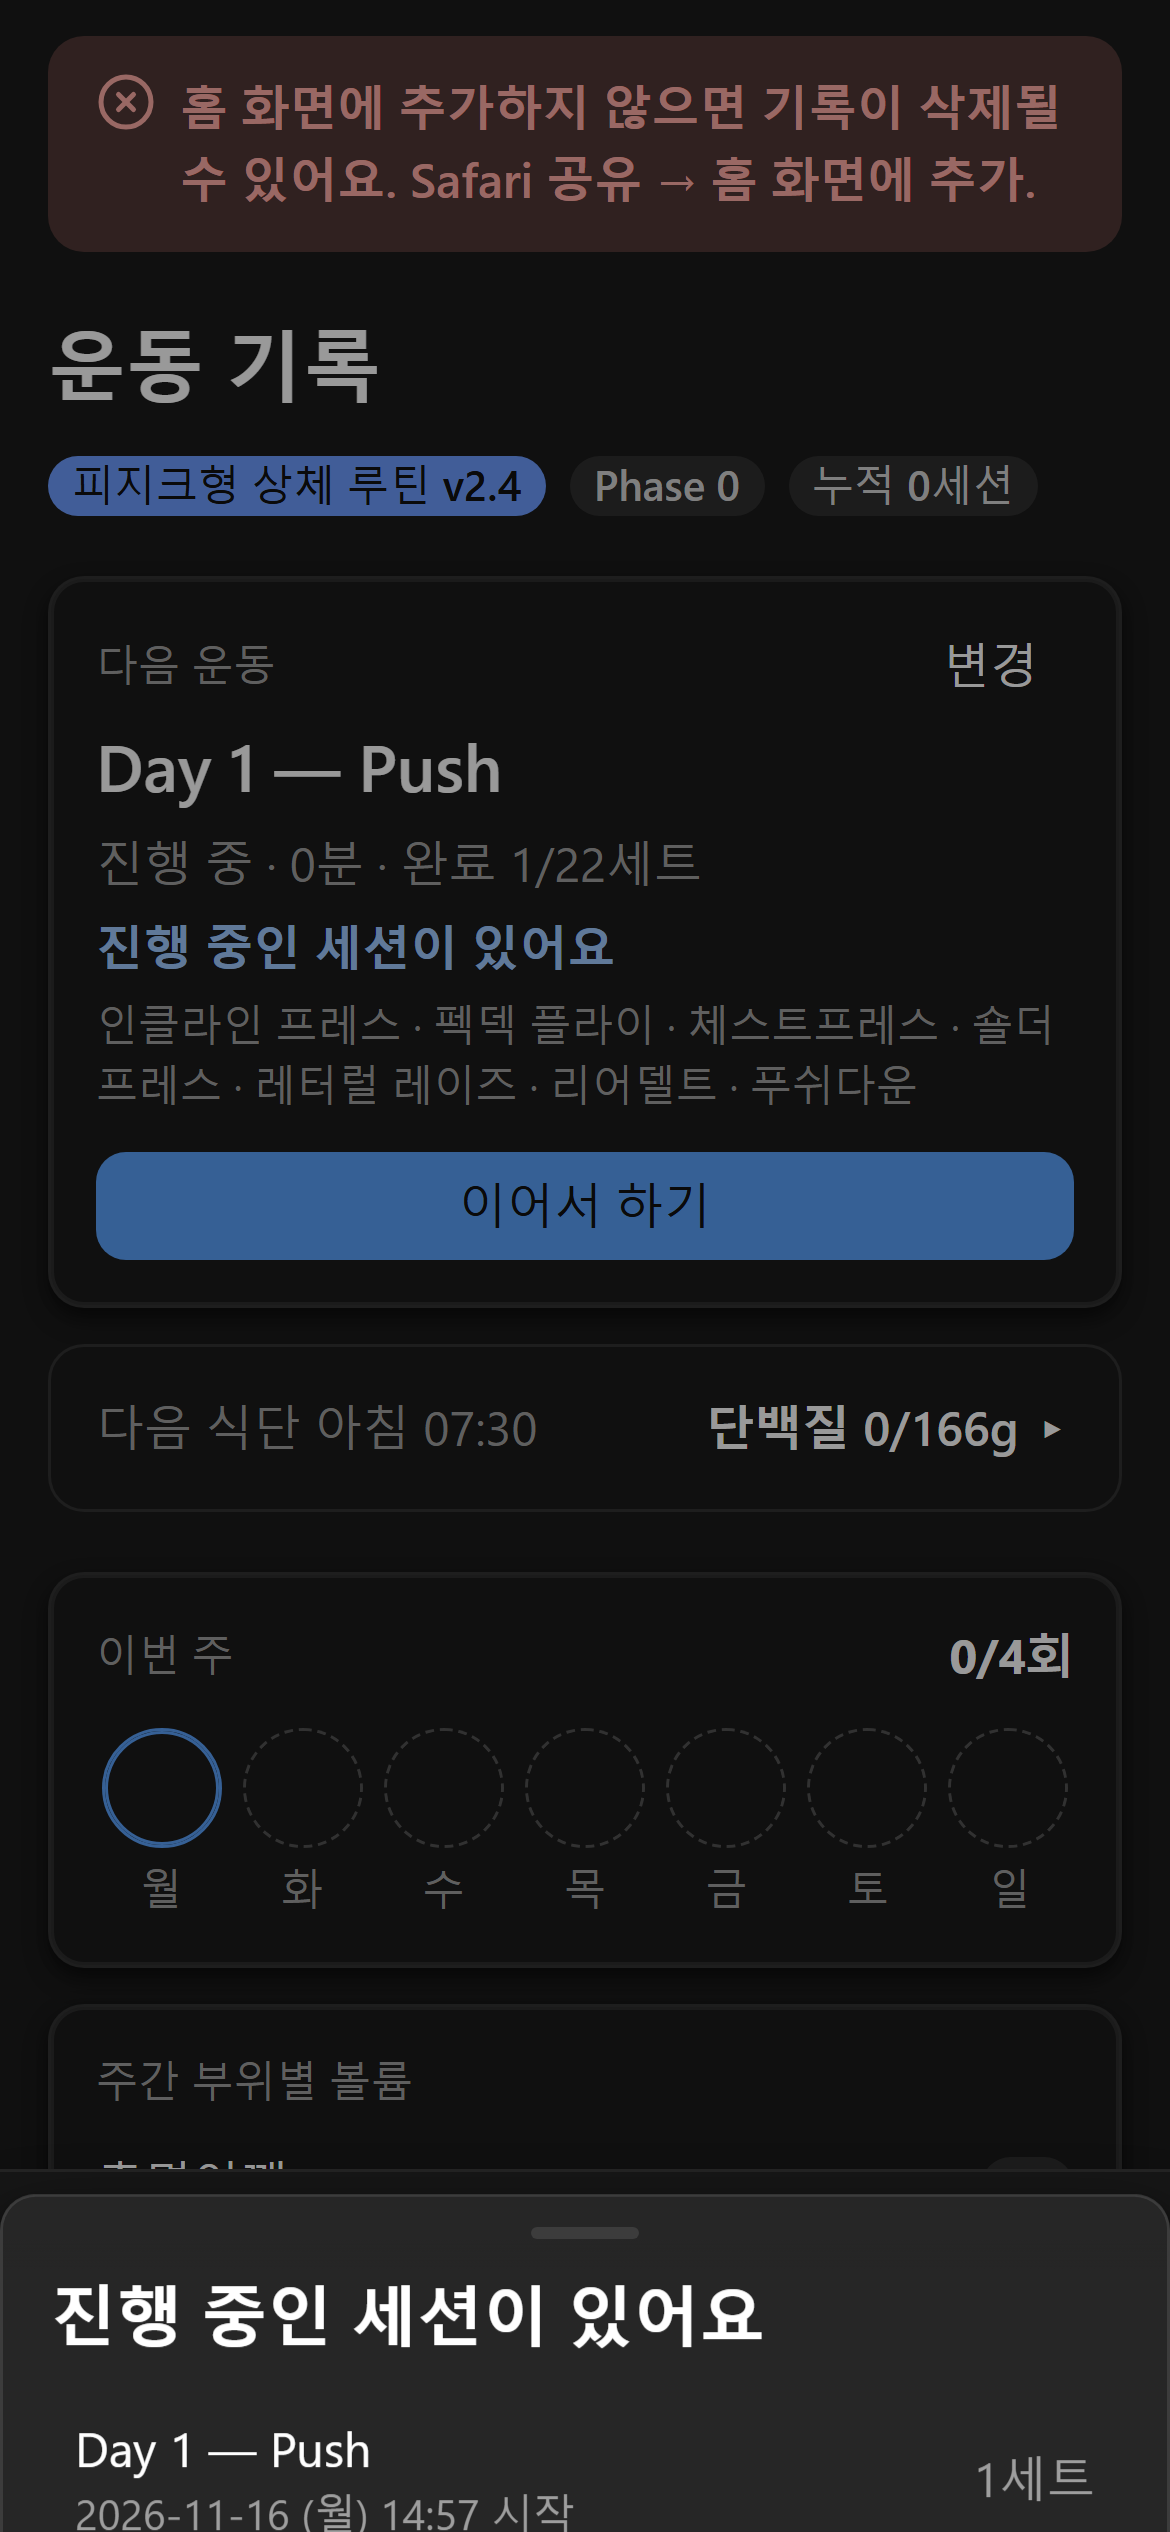 홈 화면에 추가하지 않으면 기록이 삭제될
수 있어요. Safari 공유 → 홈 화면에 추가.
운동 기록
피지크형 상체 루틴 v2.4 Phase 0 누적 0세션
다음 운동 변경
Day 1 — Push
진행 중 · 0분 · 완료 1/22세트
진행 중인 세션이 있어요
인클라인 프레스 · 펙덱 플라이 · 체스트프레스 · 숄더
프레스 · 레터럴 레이즈 · 리어델트 · 푸쉬다운
이어서 하기
다음 식단 아침 07:30 단백질 0/166g ▸
이번 주 0/4회
월 화 수 목 금 토 일
주간 부위별 볼륨
진행 중인 세션이 있어요
Day 1 — Push
1세트
2026-11-16 (월) 14:57 시작